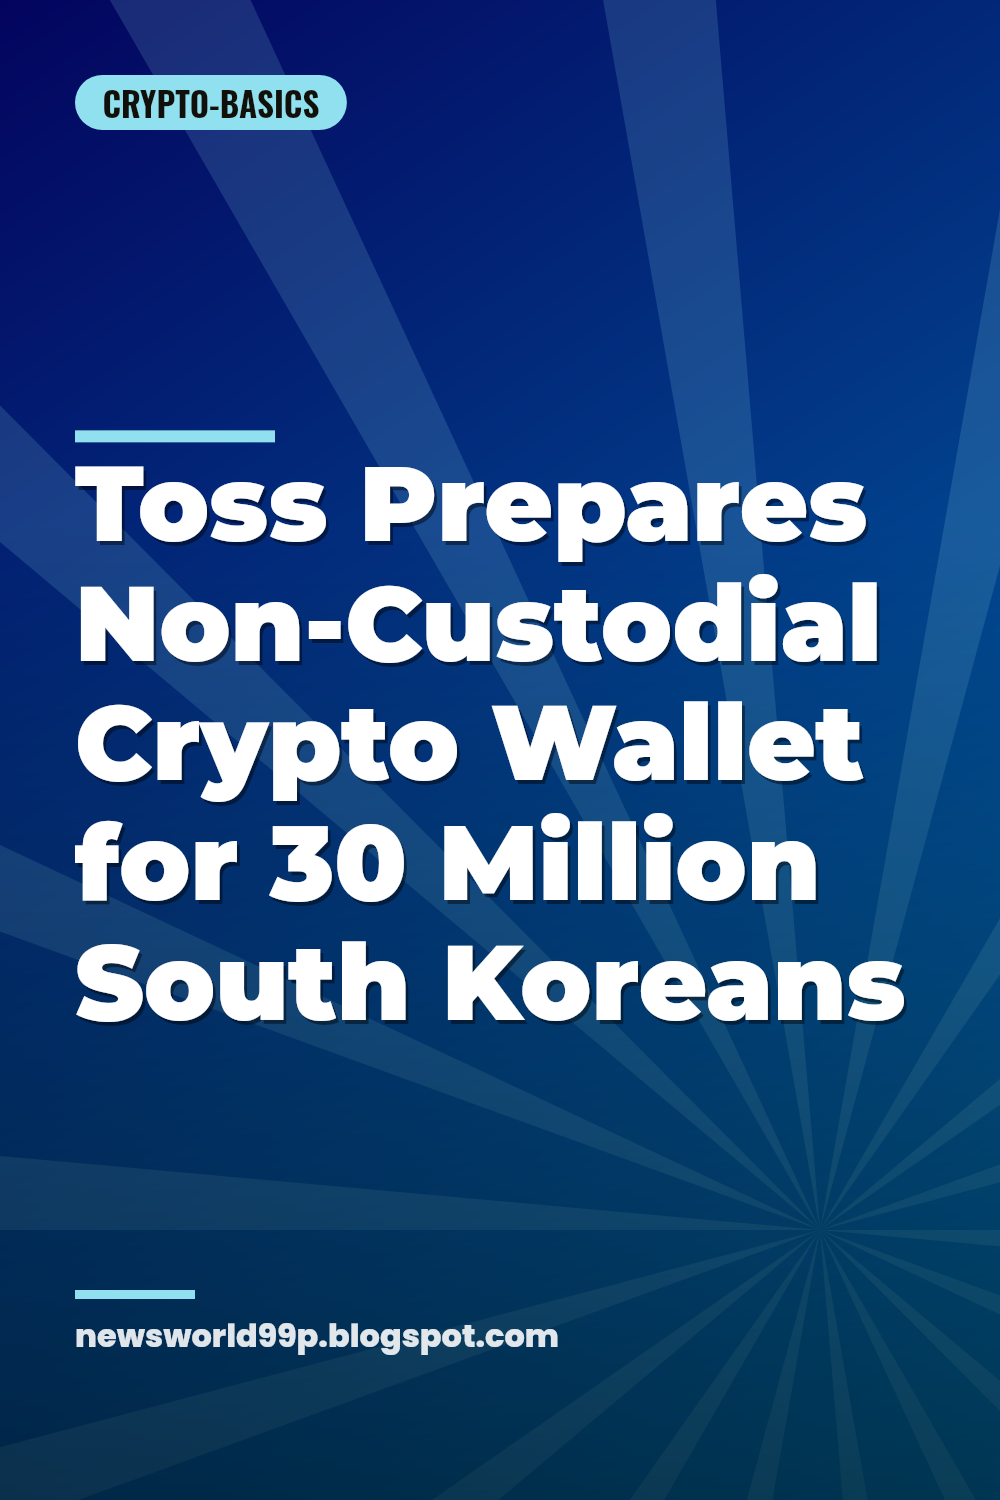 CRYPTO-BASICS
Toss Prepares
Non-Custodial
Crypto Wallet
for 30 Million
South Koreans
newsworld99p.blogspot.com